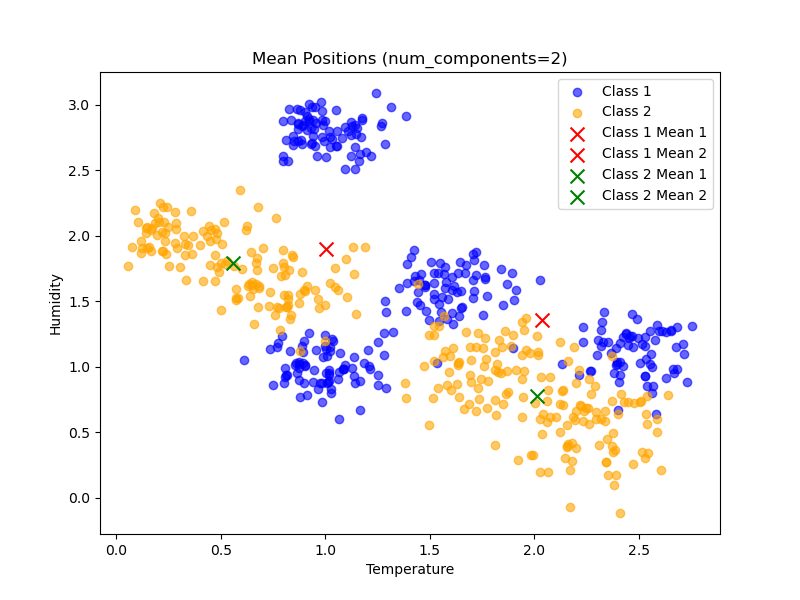 Mean Positions (num_components=2)
Class 1
Class 2
Class 1 Mean 1
Class 1 Mean 2
Class 2 Mean 1
Class 2 Mean 2
Humidity
3.0
2.5
2.0
1.5
1.0
0.5
0.0
0.0 0.5 1.0 1.5 2.0 2.5
Temperature